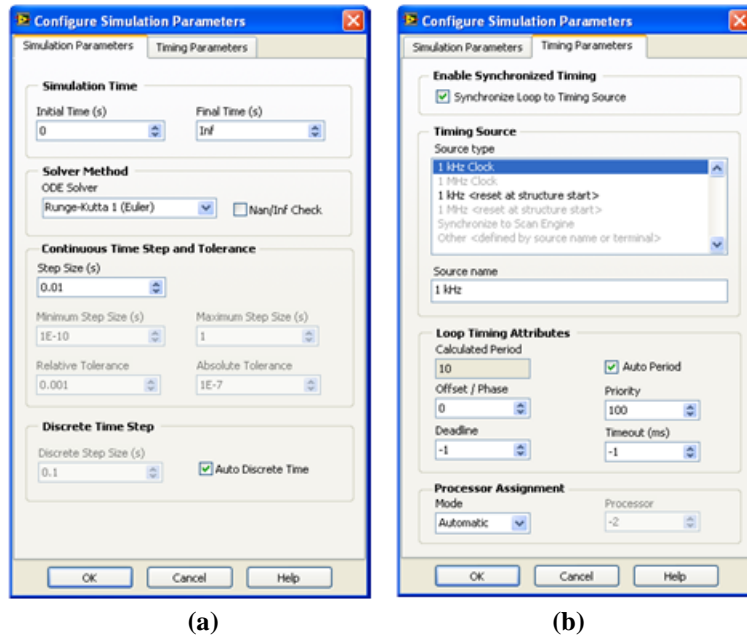 Configure Simulation Parameters
Simulation Parameters Timing Parameters
Simulation Time
Initial Time (s) Final Time (s)
0 Inf
Solver Method
ODE Solver
Runge-Kutta 1 (Euler) Nan/Inf Check
Continuous Time Step and Tolerance
Step Size (s)
0.01
Minimum Step Size (s) Maximum Step Size (s)
1E-10 1
Relative Tolerance Absolute Tolerance
0.001 1E-7
Discrete Time Step
Discrete Step Size (s)
0.1 Auto Discrete Time
OK Cancel Help
(a)
Configure Simulation Parameters
Simulation Parameters Timing Parameters
Enable Synchronized Timing
Synchronize Loop to Timing Source
Timing Source
Source type
1 kHz Clock
1 MHz Clock
1 kHz <reset at structure start>
1 MHz <reset at structure start>
Synchronize to Scan Engine
Other <defined by source name or terminal>
Source name
1 kHz
Loop Timing Attributes
Calculated Period
10 Auto Period
Offset / Phase Priority
0 100
Deadline Timeout (ms)
-1 -1
Processor Assignment
Mode Processor
Automatic -2
OK Cancel Help
(b)